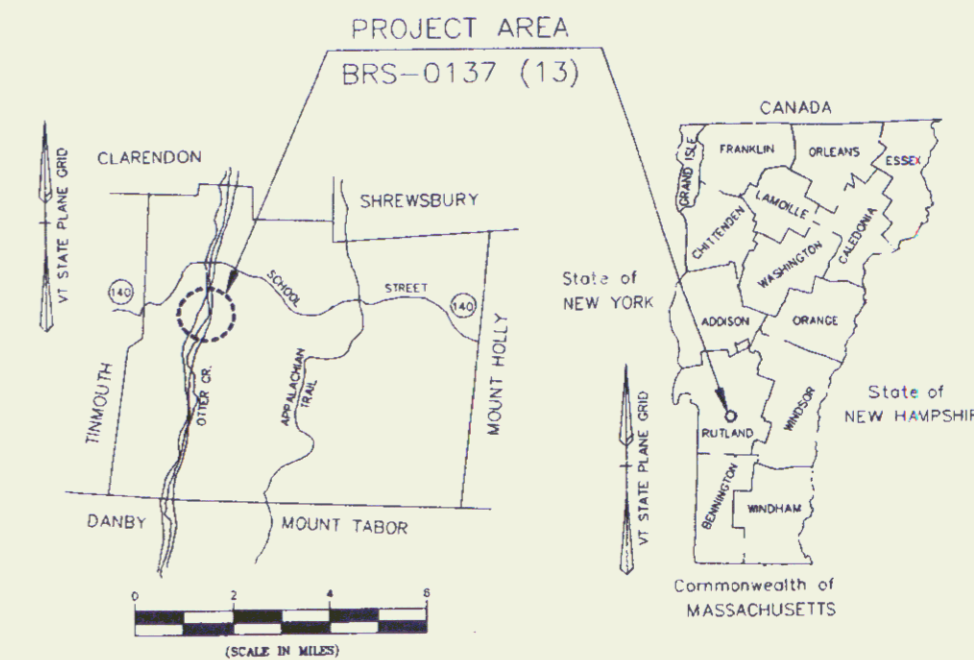 PROJECT AREA
BRS-0137 (13)
VT STATE PLANE GRID
CLARENDON
SHREWSBURY
140
SCHOOL
STREET
140
TINMOUTH
OTTER CR.
APPALACHIAN
TRAIL
MOUNT HOLLY
DANBY
MOUNT TABOR
0
2
4
6
(SCALE IN MILES)
CANADA
GRAND ISLE
FRANKLIN
ORLEANS
ESSEX
LAMOILLE
CHITTENDEN
CALEDONIA
WASHINGTON
State of
NEW YORK
ADDISON
ORANGE
VT STATE PLANE GRID
RUTLAND
WINDSOR
State of
NEW HAMPSHIRE
BENNINGTON
WINDHAM
Commonwealth of
MASSACHUSETTS